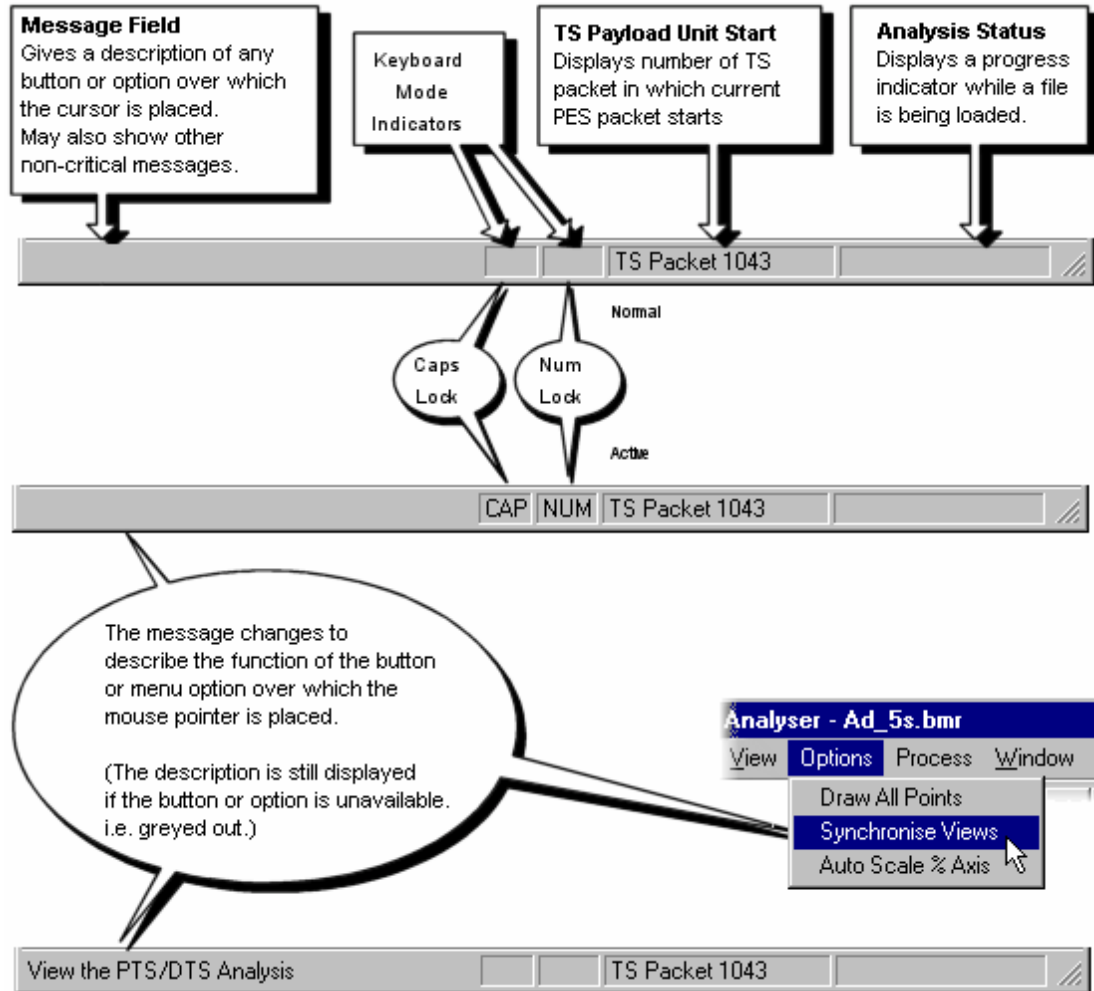 Message Field
Gives a description of any
button or option over which
the cursor is placed.
May also show other
non-critical messages.
Keyboard
Mode
Indicators
TS Payload Unit Start
Displays number of TS
packet in which current
PES packet starts
Analysis Status
Displays a progress
indicator while a file
is being loaded.
TS Packet 1043
Normal
Caps
Lock
Num
Lock
Active
CAP NUM TS Packet 1043
The message changes to
describe the function of the button
or menu option over which the
mouse pointer is placed.
(The description is still displayed
if the button or option is unavailable.
i.e. greyed out.)
Analyser - Ad_5s.bmr
View Options Process Window
Draw All Points
Synchronise Views
Auto Scale % Axis
View the PTS/DTS Analysis TS Packet 1043